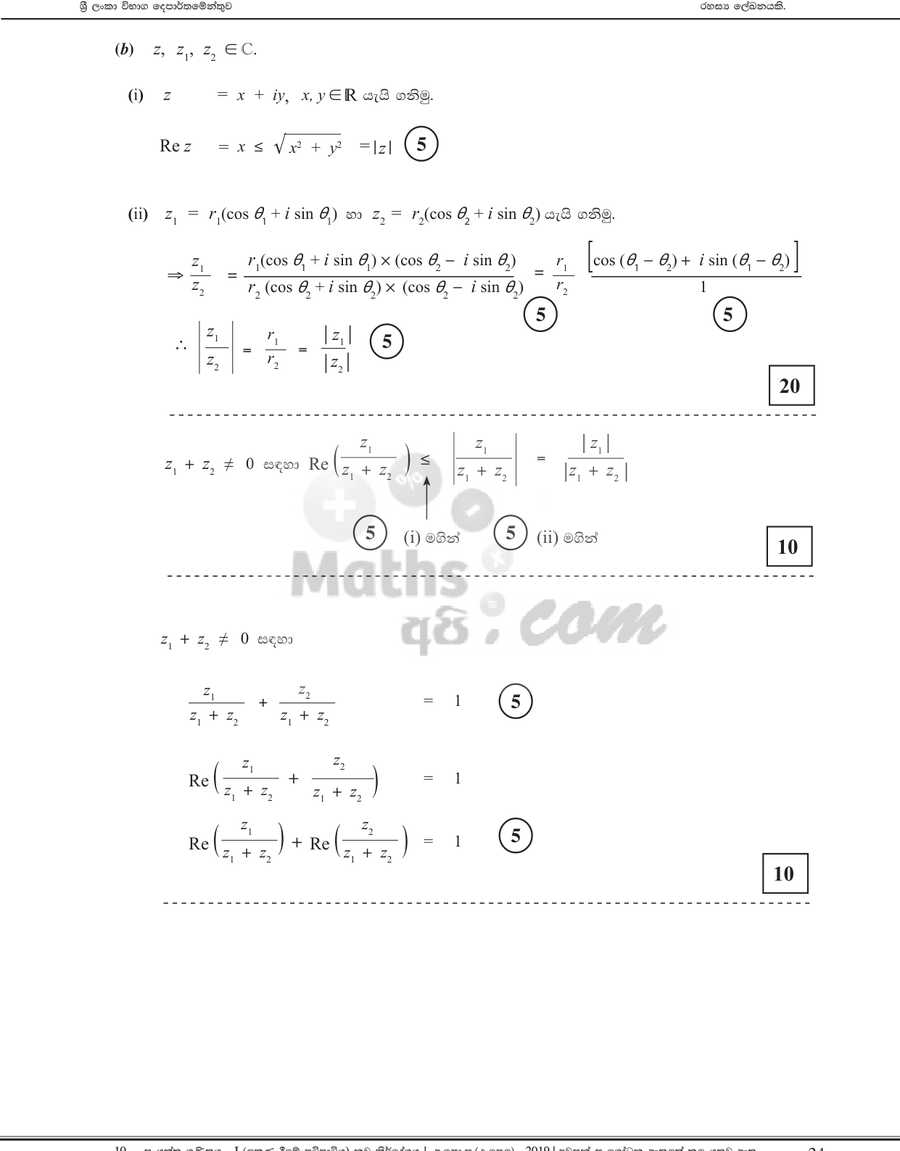 ශ්‍රී ලංකා විභාග දෙපාර්තමේන්තුව රහස්‍ය ලේඛනයකි.
(b) z, z₁, z₂ ∈ ℂ.
(i) z = x + iy, x, y ∈ ℝ යැයි ගනිමු.
Re z = x ≤ √(x² + y²) = |z| 5
(ii) z₁ = r₁(cos θ₁ + i sin θ₁) හා z₂ = r₂(cos θ₂ + i sin θ₂) යැයි ගනිමු.
⇒ z₁/z₂ = r₁(cos θ₁ + i sin θ₁) × (cos θ₂ − i sin θ₂) / r₂ (cos θ₂ + i sin θ₂) × (cos θ₂ − i sin θ₂) = r₁/r₂ [cos (θ₁ − θ₂) + i sin (θ₁ − θ₂)] / 1
5 5
∴ |z₁/z₂| = r₁/r₂ = |z₁|/|z₂| 5
20
z₁ + z₂ ≠ 0 සඳහා Re (z₁/(z₁ + z₂)) ≤ |z₁/(z₁ + z₂)| = |z₁|/|z₁ + z₂|
5 (i) මගින් 5 (ii) මගින්
10
Maths
අපි . com
z₁ + z₂ ≠ 0 සඳහා
z₁/(z₁ + z₂) + z₂/(z₁ + z₂) = 1 5
Re (z₁/(z₁ + z₂) + z₂/(z₁ + z₂)) = 1
Re (z₁/(z₁ + z₂)) + Re (z₂/(z₁ + z₂)) = 1 5
10